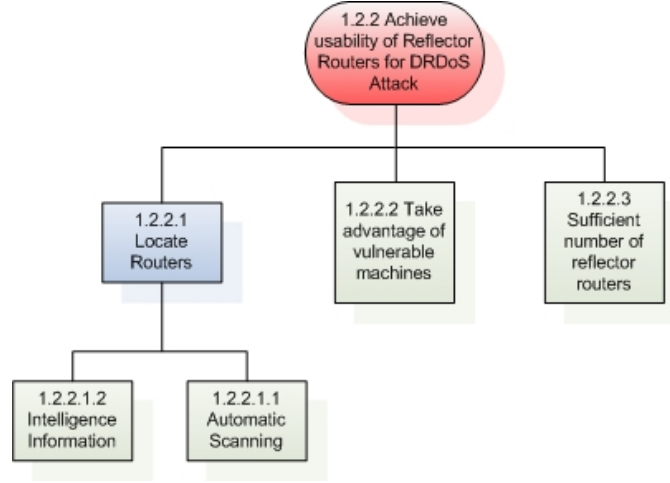 1.2.2 Achieve
usability of Reflector
Routers for DRDoS
Attack
1.2.2.1
Locate
Routers
1.2.2.2 Take
advantage of
vulnerable
machines
1.2.2.3
Sufficient
number of
reflector
routers
1.2.2.1.2
Intelligence
Information
1.2.2.1.1
Automatic
Scanning